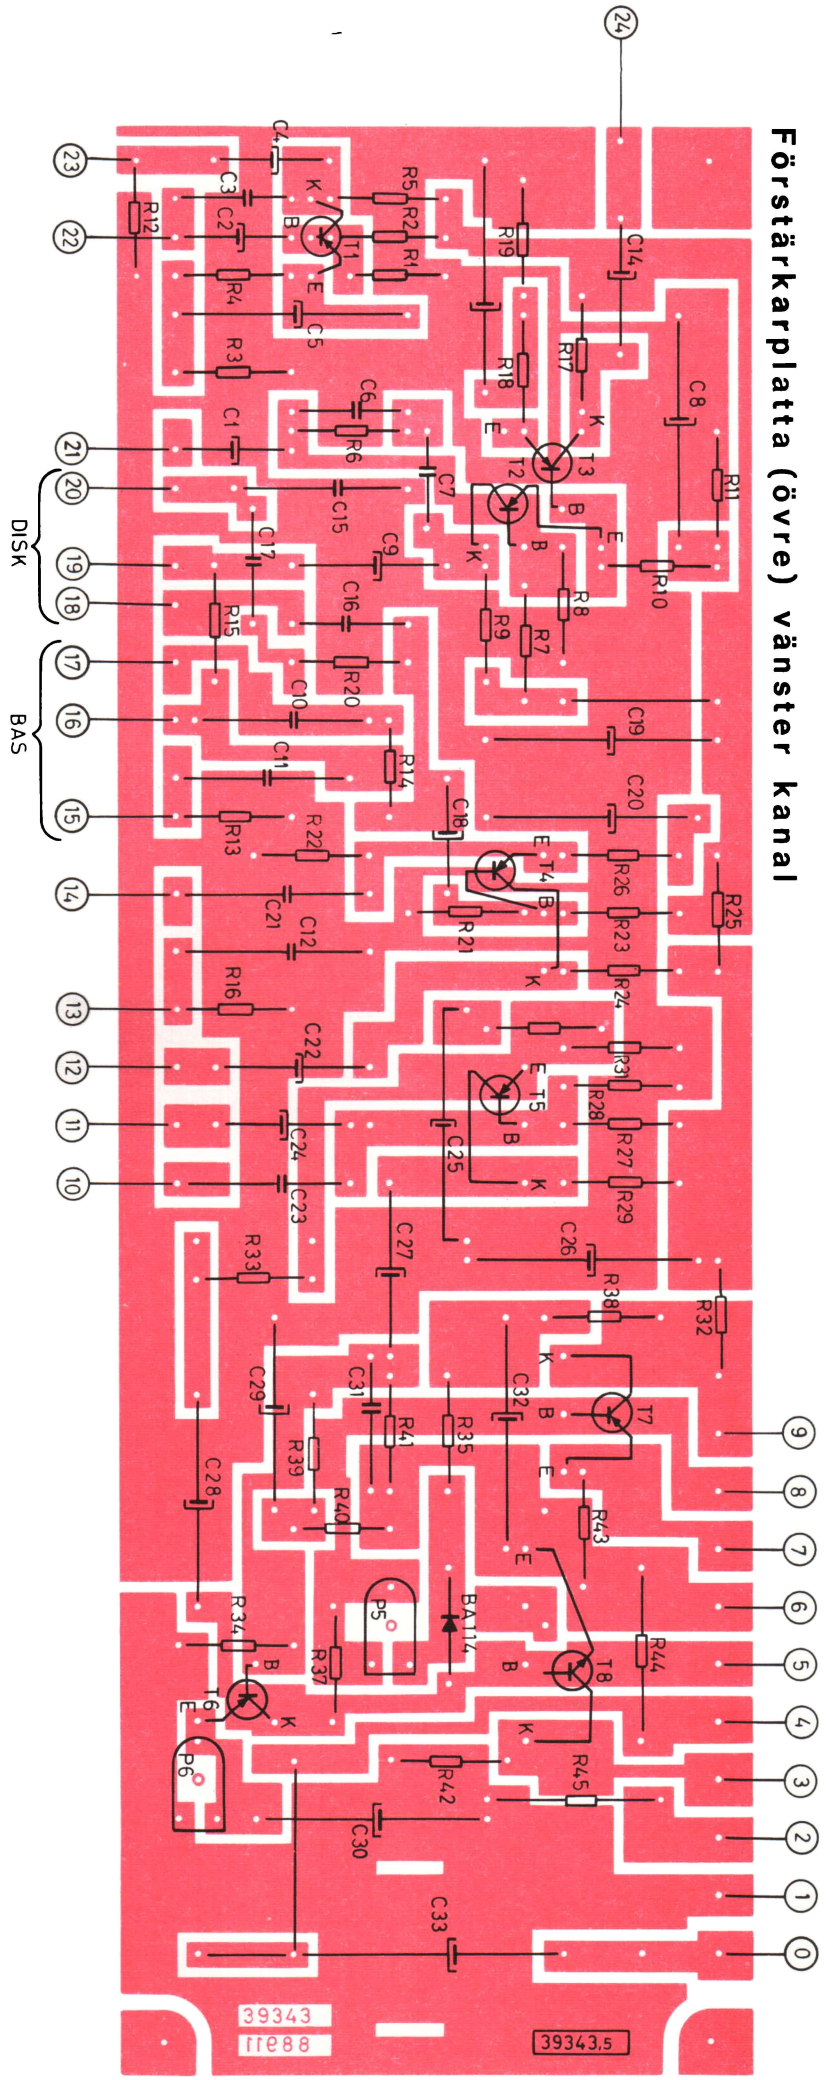 Förstärkarplatta (övre) vänster kanal
24
23
22
21
20
19
18
17
16
15
14
13
12
11
10
DISK
BAS
9
8
7
6
5
4
3
2
1
0
C4
R12
C3
C2
R4
K
B
T1
E
R5
R2
R1
C5
R3
C1
C6
R6
C7
R19
R18
R17
C14
C8
R11
E
K
T3
T2
B
B
E
K
R10
C15
C17
C9
R15
C16
R20
R9
R7
R8
C10
C11
R14
R13
C19
C20
C18
R22
E
T4
B
K
R26
R23
R24
R25
C21
C12
R21
R16
C22
C24
C23
C25
E
T5
B
K
R31
R28
R27
R29
R33
C27
C26
R38
R32
C29
C31
R41
R39
R35
C32
K
B
T7
E
C28
R40
R43
E
R34
B
T6
E
K
P5
R37
BA114
B
T8
K
R44
P6
R42
R45
C30
C33
39343
88911
39343,5